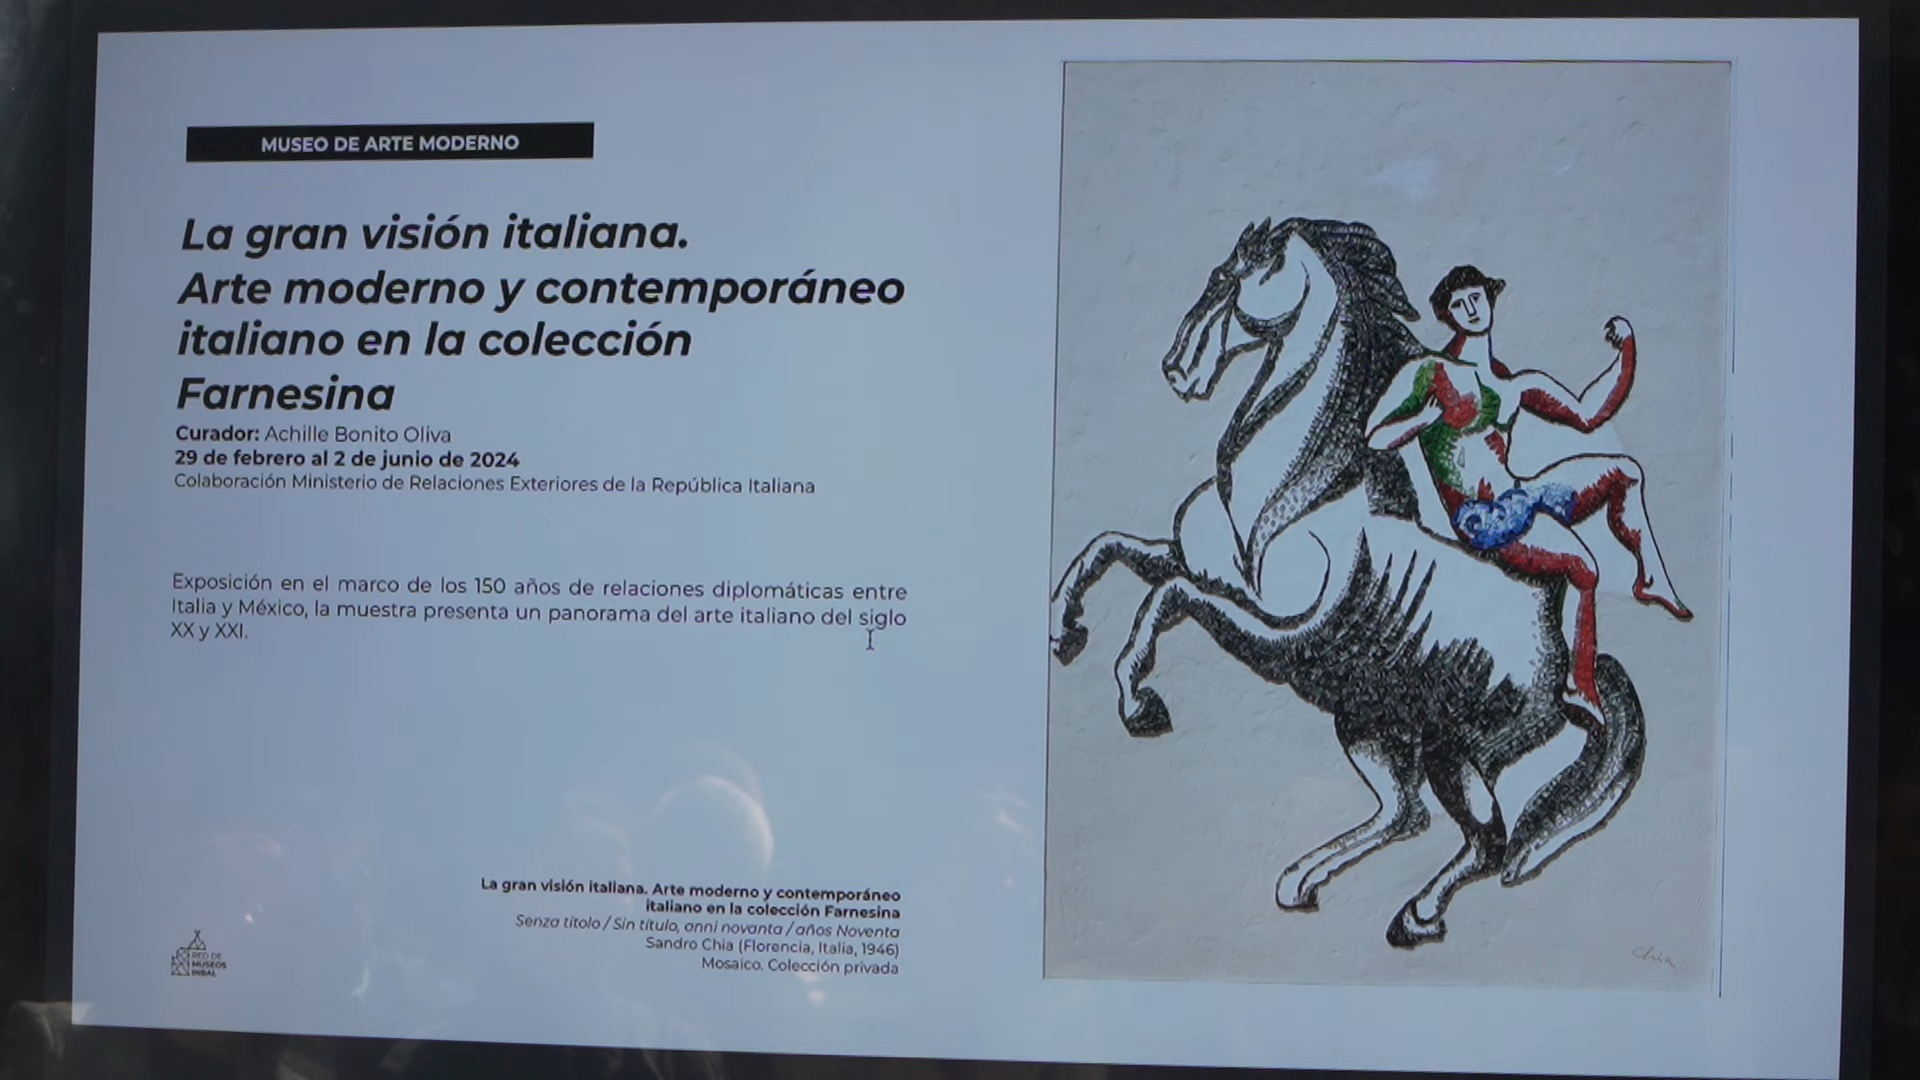 MUSEO DE ARTE MODERNO
La gran visión italiana.
Arte moderno y contemporáneo
italiano en la colección
Farnesina
Curador: Achille Bonito Oliva
29 de febrero al 2 de junio de 2024
Colaboración Ministerio de Relaciones Exteriores de la República Italiana
Exposición en el marco de los 150 años de relaciones diplomáticas entre
Italia y México, la muestra presenta un panorama del arte italiano del siglo
XX y XXI.
La gran visión italiana. Arte moderno y contemporáneo
italiano en la colección Farnesina
Senza titolo / Sin título, anni novanta / años Noventa
Sandro Chia (Florencia, Italia, 1946)
Mosaico. Colección privada
RED DE
MUSEOS
INBAL
Chia